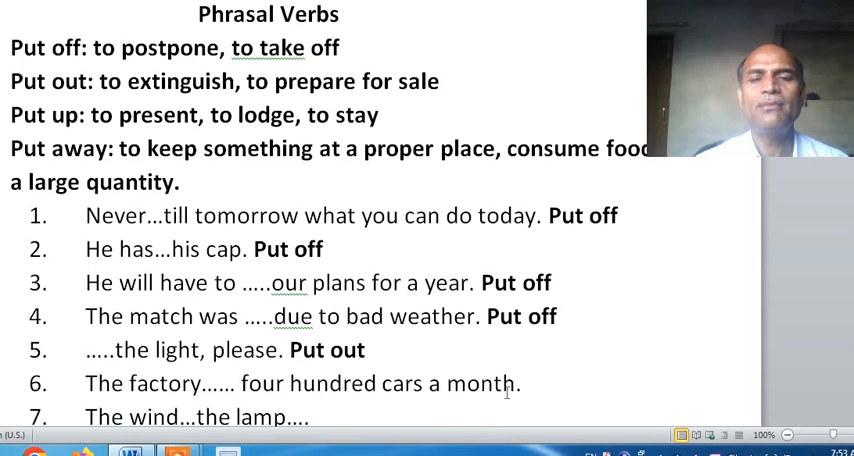 Phrasal Verbs
Put off: to postpone, to take off
Put out: to extinguish, to prepare for sale
Put up: to present, to lodge, to stay
Put away: to keep something at a proper place, consume
a large quantity.
1. Never...till tomorrow what you can do today. Put off
2. He has...his cap. Put off
3. He will have to .....our plans for a year. Put off
4. The match was .....due to bad weather. Put off
5. .....the light, please. Put out
6. The factory...... four hundred cars a month.
7. The wind...the lamp....
(U.S.)
100%
EN
7:53